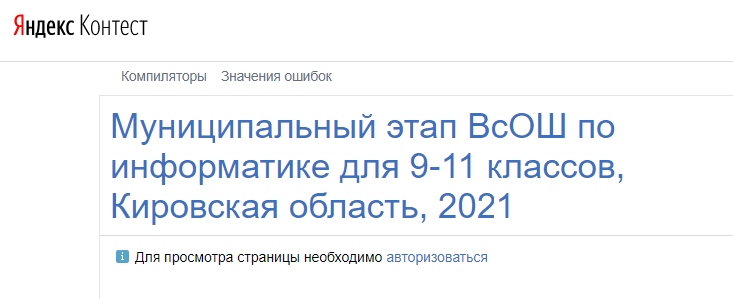 Яндекс Контест
Компиляторы Значения ошибок
Муниципальный этап ВсОШ по
информатике для 9-11 классов,
Кировская область, 2021
i Для просмотра страницы необходимо авторизоваться